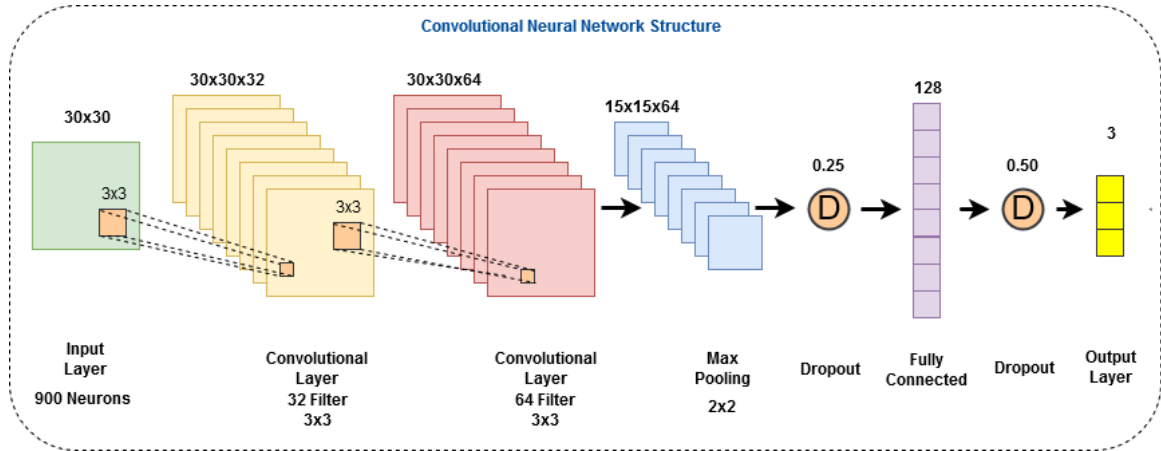 Convolutional Neural Network Structure
30x30
30x30x32
30x30x64
15x15x64
128
3
3x3
3x3
0.25
0.50
D
D
Input
Layer
900 Neurons
Convolutional
Layer
32 Filter
3x3
Convolutional
Layer
64 Filter
3x3
Max
Pooling
2x2
Dropout
Fully
Connected
Dropout
Output
Layer